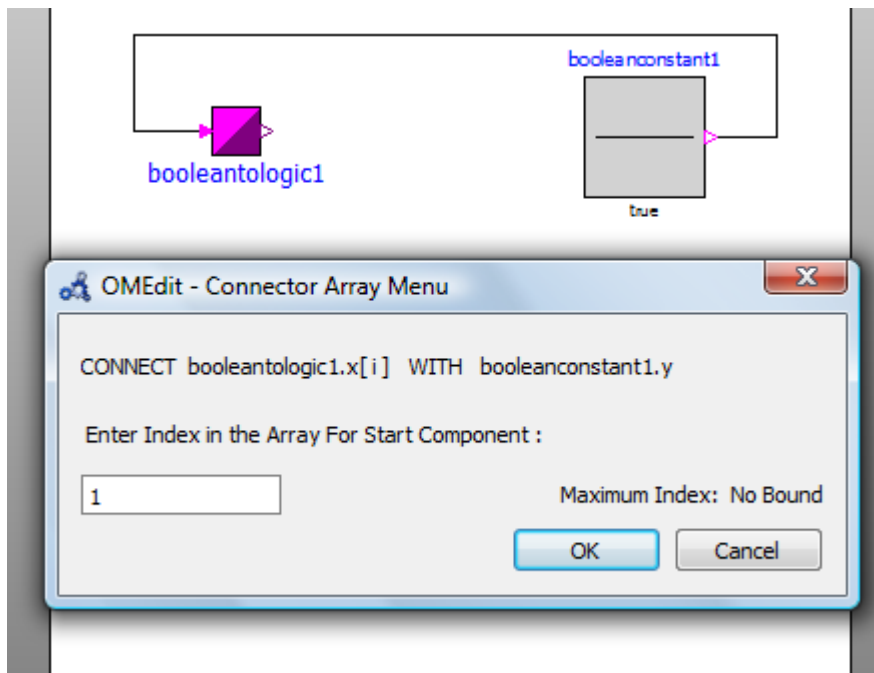 booleanconstant1
booleantologic1
true
OMEdit - Connector Array Menu
CONNECT booleantologic1.x[i] WITH booleanconstant1.y
Enter Index in the Array For Start Component :
1
Maximum Index: No Bound
OK
Cancel